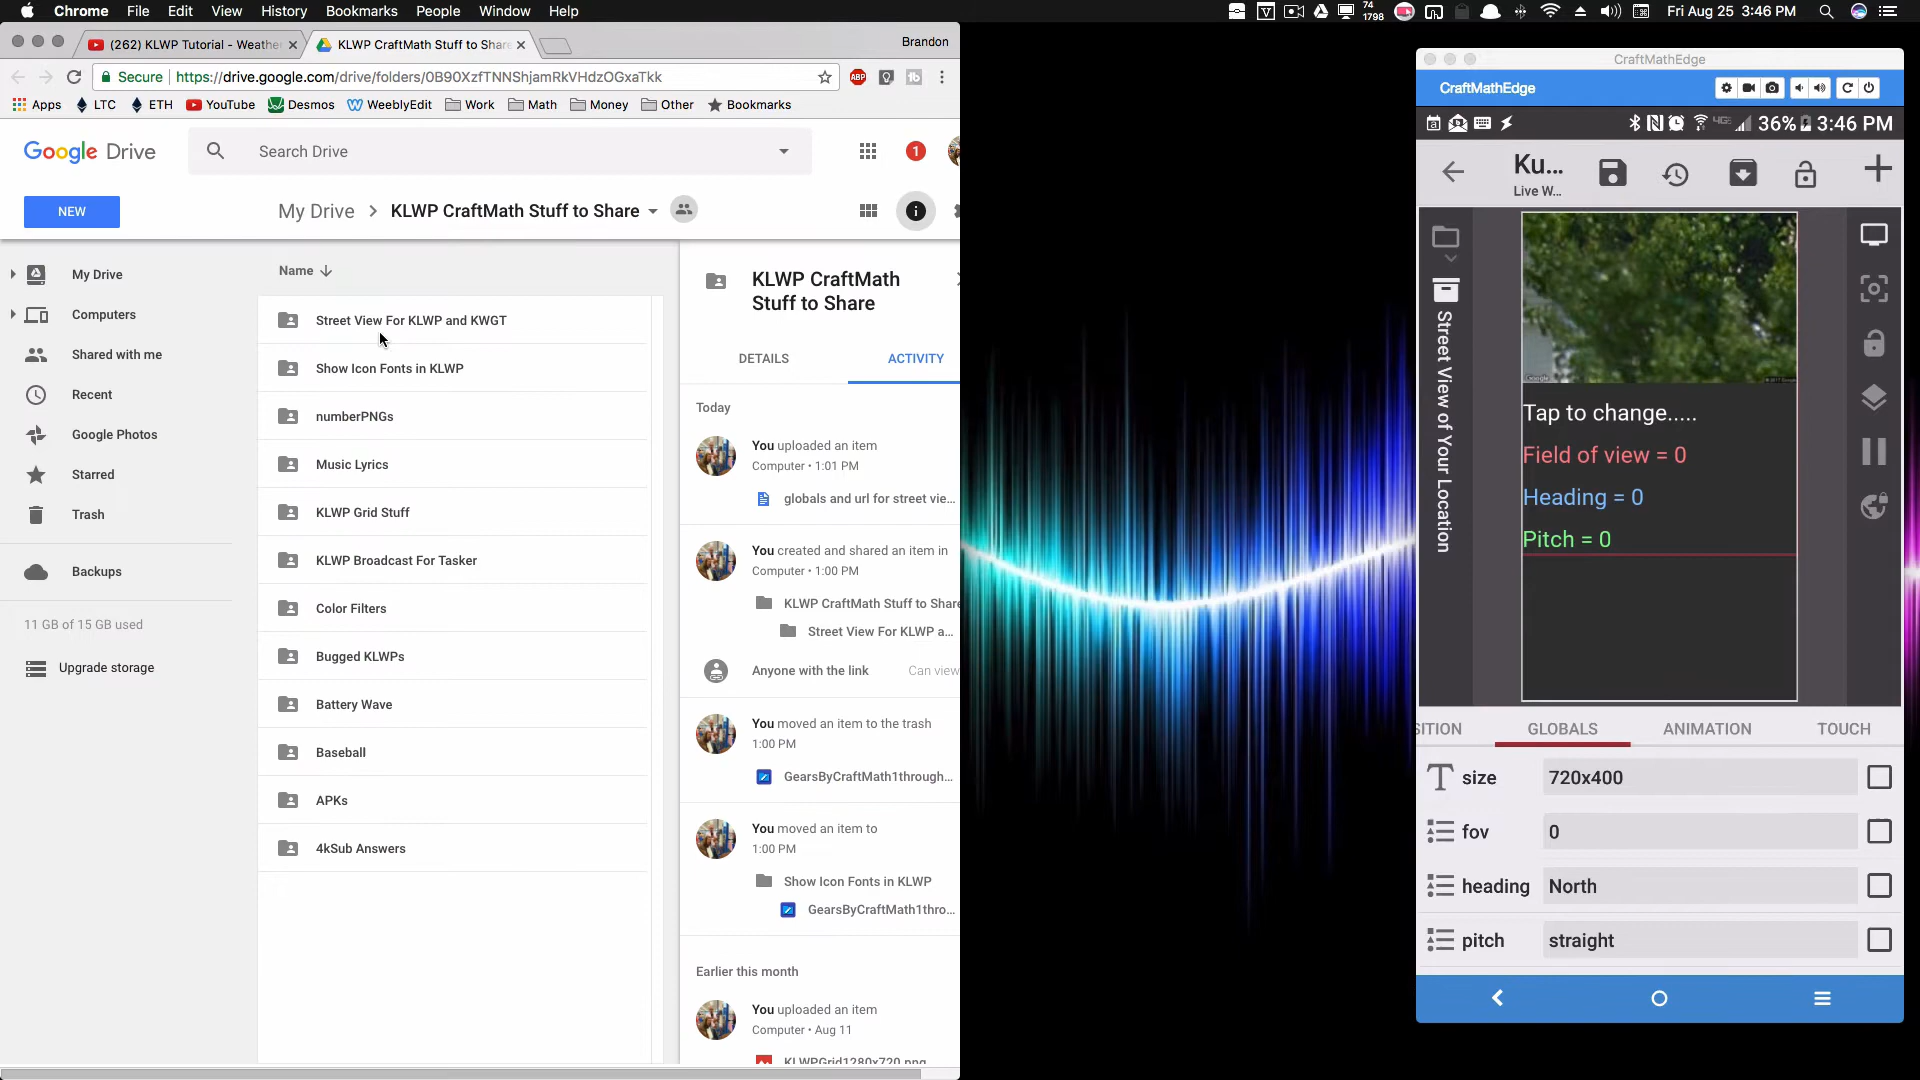 Chrome File Edit View History Bookmarks People Window Help
74
1798
Fri Aug 25 3:46 PM
(262) KLWP Tutorial - Weathe
KLWP CraftMath Stuff to Share
Brandon
Secure https://drive.google.com/drive/folders/0B90XzfTNNShjamRkVHdzOGxaTkk
ABP
Apps LTC ETH YouTube Desmos WeeblyEdit Work Math Money Other Bookmarks
Google Drive
Search Drive
1
NEW
My Drive
KLWP CraftMath Stuff to Share
My Drive
Computers
Shared with me
Recent
Google Photos
Starred
Trash
Backups
11 GB of 15 GB used
Upgrade storage
Name
Street View For KLWP and KWGT
Show Icon Fonts in KLWP
numberPNGs
Music Lyrics
KLWP Grid Stuff
KLWP Broadcast For Tasker
Color Filters
Bugged KLWPs
Battery Wave
Baseball
APKs
4kSub Answers
KLWP CraftMath
Stuff to Share
DETAILS ACTIVITY
Today
You uploaded an item
Computer • 1:01 PM
globals and url for street vie...
You created and shared an item in
Computer • 1:00 PM
KLWP CraftMath Stuff to Share
Street View For KLWP a...
Anyone with the link Can view
You moved an item to the trash
1:00 PM
GearsByCraftMath1through...
You moved an item to
1:00 PM
Show Icon Fonts in KLWP
GearsByCraftMath1thro...
Earlier this month
You uploaded an item
Computer • Aug 11
KLWPGrid1280x720.png
CraftMathEdge
CraftMathEdge
36% 3:46 PM
Ku...
Live W...
Street View of Your Location
Google
Tap to change.....
Field of view = 0
Heading = 0
Pitch = 0
SITION GLOBALS ANIMATION TOUCH
size 720x400
fov 0
heading North
pitch straight